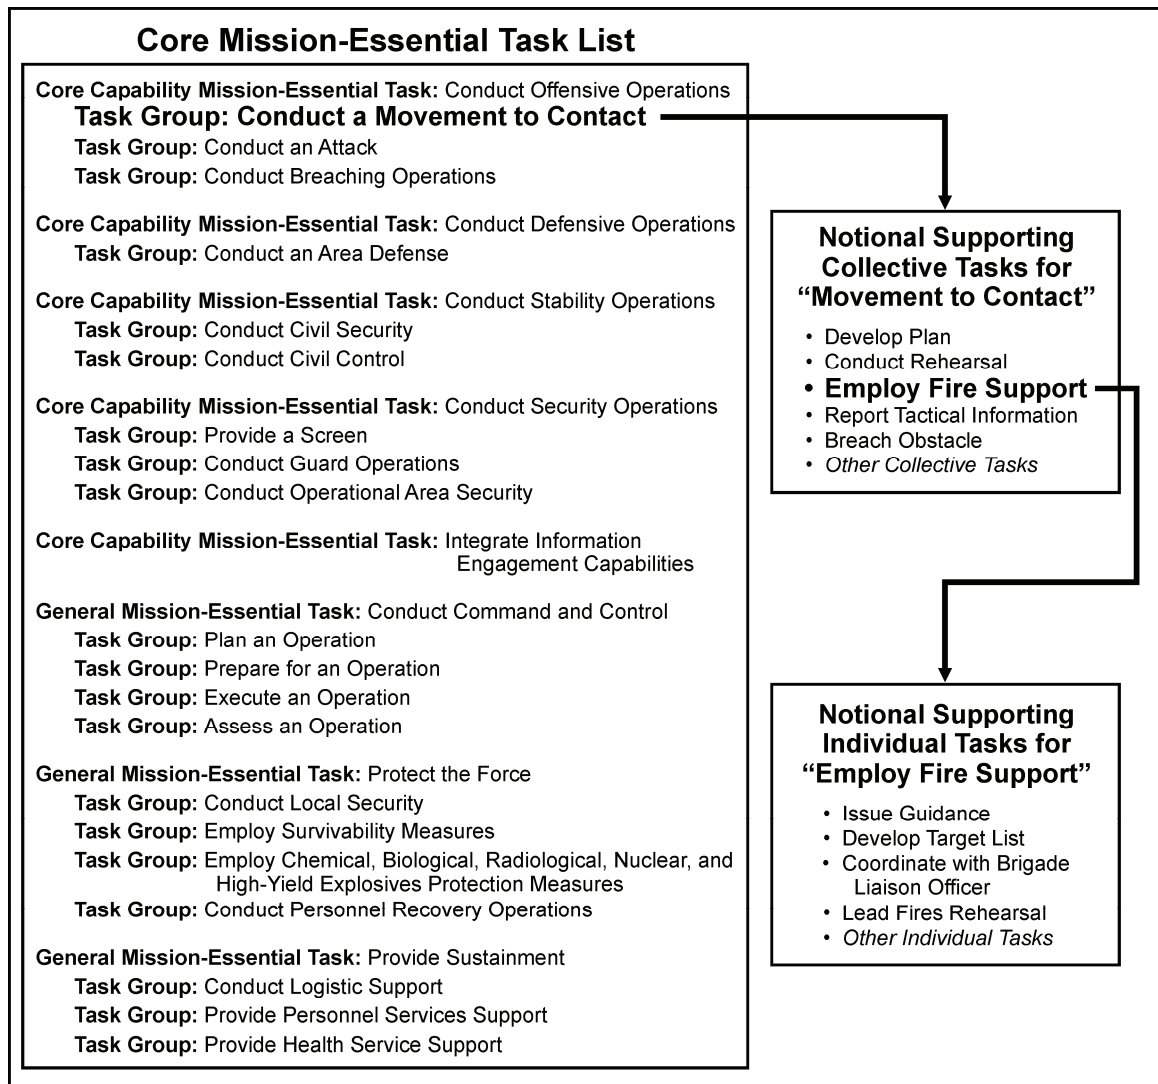 Core Mission-Essential Task List
Core Capability Mission-Essential Task: Conduct Offensive Operations
Task Group: Conduct a Movement to Contact
Task Group: Conduct an Attack
Task Group: Conduct Breaching Operations
Core Capability Mission-Essential Task: Conduct Defensive Operations
Task Group: Conduct an Area Defense
Core Capability Mission-Essential Task: Conduct Stability Operations
Task Group: Conduct Civil Security
Task Group: Conduct Civil Control
Core Capability Mission-Essential Task: Conduct Security Operations
Task Group: Provide a Screen
Task Group: Conduct Guard Operations
Task Group: Conduct Operational Area Security
Core Capability Mission-Essential Task: Integrate Information
Engagement Capabilities
General Mission-Essential Task: Conduct Command and Control
Task Group: Plan an Operation
Task Group: Prepare for an Operation
Task Group: Execute an Operation
Task Group: Assess an Operation
General Mission-Essential Task: Protect the Force
Task Group: Conduct Local Security
Task Group: Employ Survivability Measures
Task Group: Employ Chemical, Biological, Radiological, Nuclear, and
High-Yield Explosives Protection Measures
Task Group: Conduct Personnel Recovery Operations
General Mission-Essential Task: Provide Sustainment
Task Group: Conduct Logistic Support
Task Group: Provide Personnel Services Support
Task Group: Provide Health Service Support
Notional Supporting
Collective Tasks for
“Movement to Contact”
• Develop Plan
• Conduct Rehearsal
• Employ Fire Support
• Report Tactical Information
• Breach Obstacle
• Other Collective Tasks
Notional Supporting
Individual Tasks for
“Employ Fire Support”
• Issue Guidance
• Develop Target List
• Coordinate with Brigade
Liaison Officer
• Lead Fires Rehearsal
• Other Individual Tasks